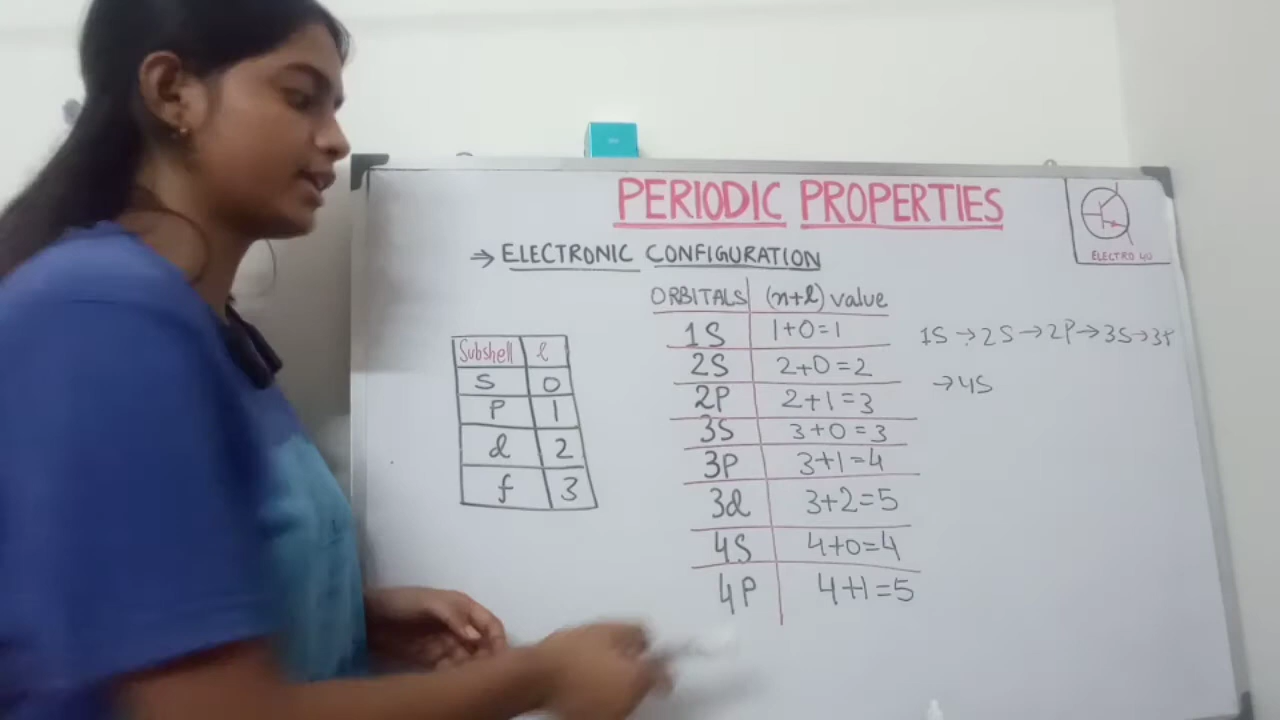 PERIODIC PROPERTIES
ELECTRO 4U
→ ELECTRONIC CONFIGURATION
ORBITALS (n+l) value
1S 1+0=1
2S 2+0=2
2P 2+1=3
3S 3+0=3
3P 3+1=4
3d 3+2=5
4S 4+0=4
4P 4+1=5
Subshell l
S 0
P 1
d 2
f 3
1S→2S→2P→3S→3P
→4S